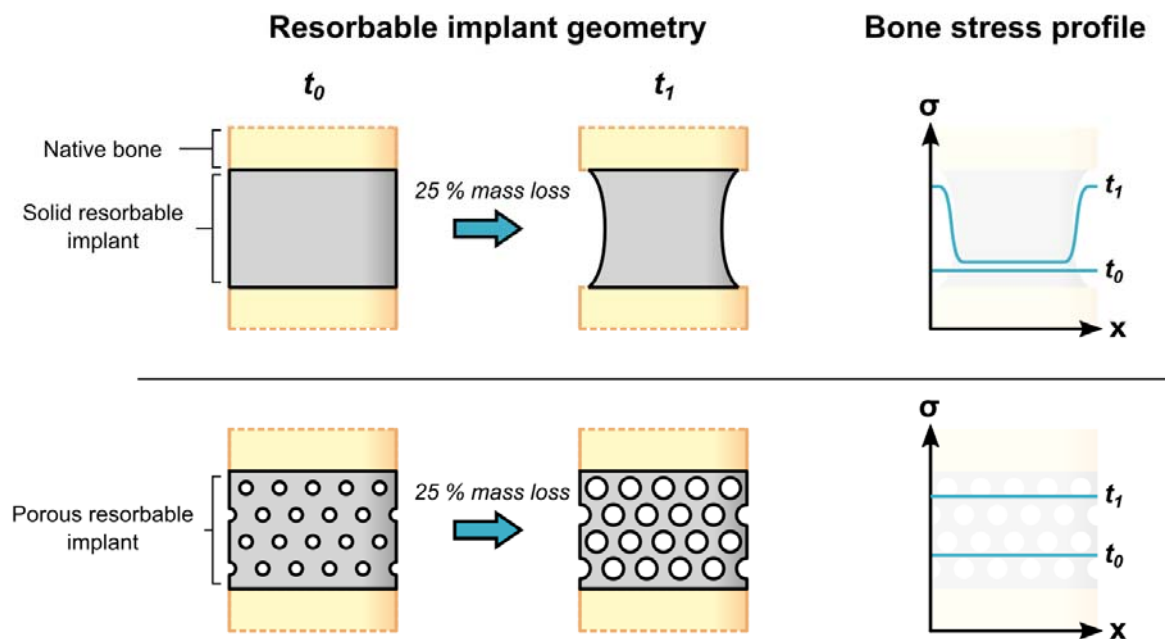 Resorbable implant geometry
Bone stress profile
t0
t1
Native bone
Solid resorbable
implant
25 % mass loss
σ
t1
t0
x
Porous resorbable
implant
25 % mass loss
σ
t1
t0
x